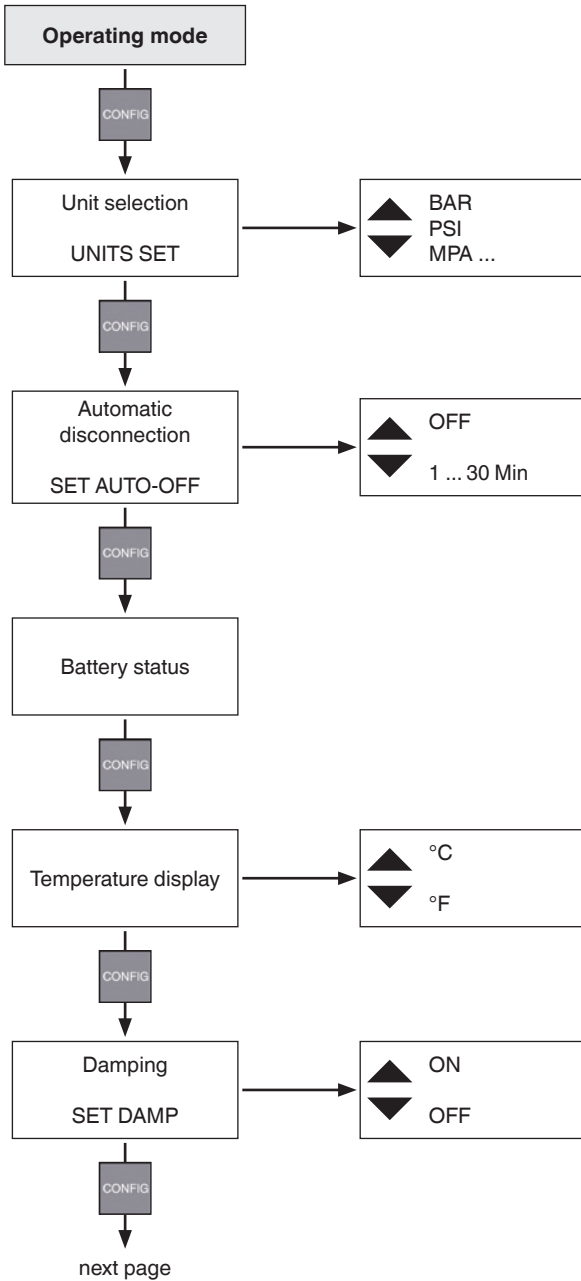 Operating mode
CONFIG
Unit selection
UNITS SET
BAR
PSI
MPA ...
CONFIG
Automatic
disconnection
SET AUTO-OFF
OFF
1 ... 30 Min
CONFIG
Battery status
CONFIG
Temperature display
°C
°F
CONFIG
Damping
SET DAMP
ON
OFF
CONFIG
next page